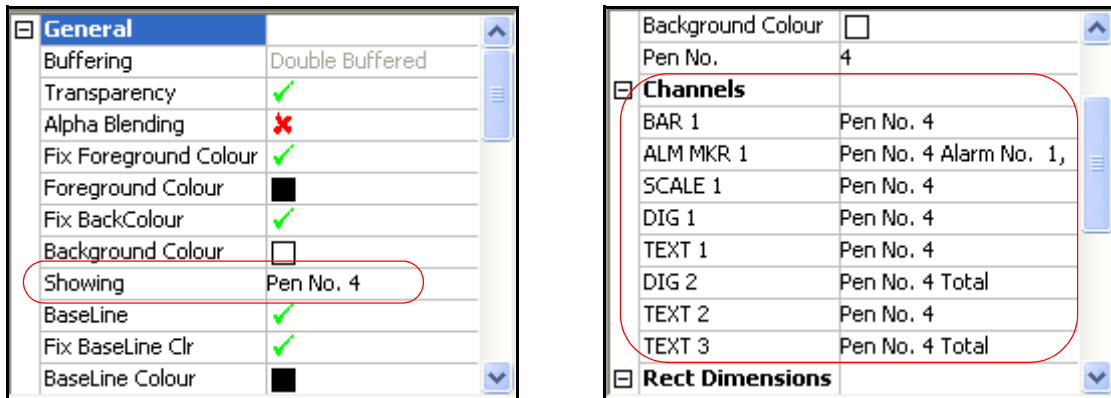 General
Buffering Double Buffered
Transparency
Alpha Blending
Fix Foreground Colour
Foreground Colour
Fix BackColour
Background Colour
Showing Pen No. 4
BaseLine
Fix BaseLine Clr
BaseLine Colour
Background Colour
Pen No. 4
Channels
BAR 1 Pen No. 4
ALM MKR 1 Pen No. 4 Alarm No. 1,
SCALE 1 Pen No. 4
DIG 1 Pen No. 4
TEXT 1 Pen No. 4
DIG 2 Pen No. 4 Total
TEXT 2 Pen No. 4
TEXT 3 Pen No. 4 Total
Rect Dimensions